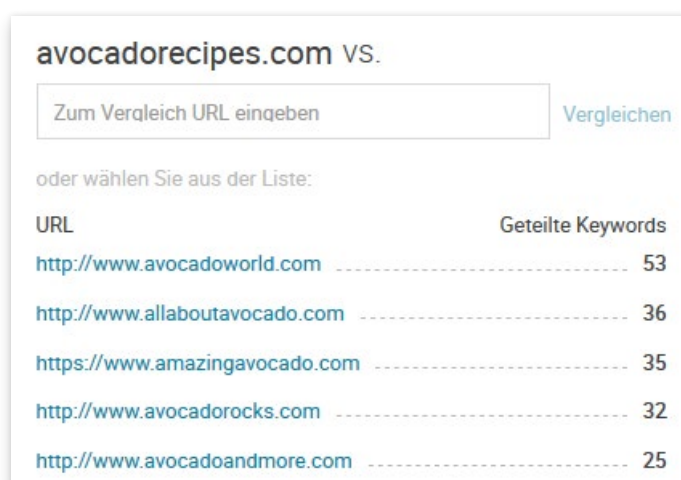 avocadorecipes.com vs.
Zum Vergleich URL eingeben
Vergleichen
oder wählen Sie aus der Liste:
URL Geteilte Keywords
http://www.avocadoworld.com 53
http://www.allaboutavocado.com 36
https://www.amazingavocado.com 35
http://www.avocadorocks.com 32
http://www.avocadoandmore.com 25